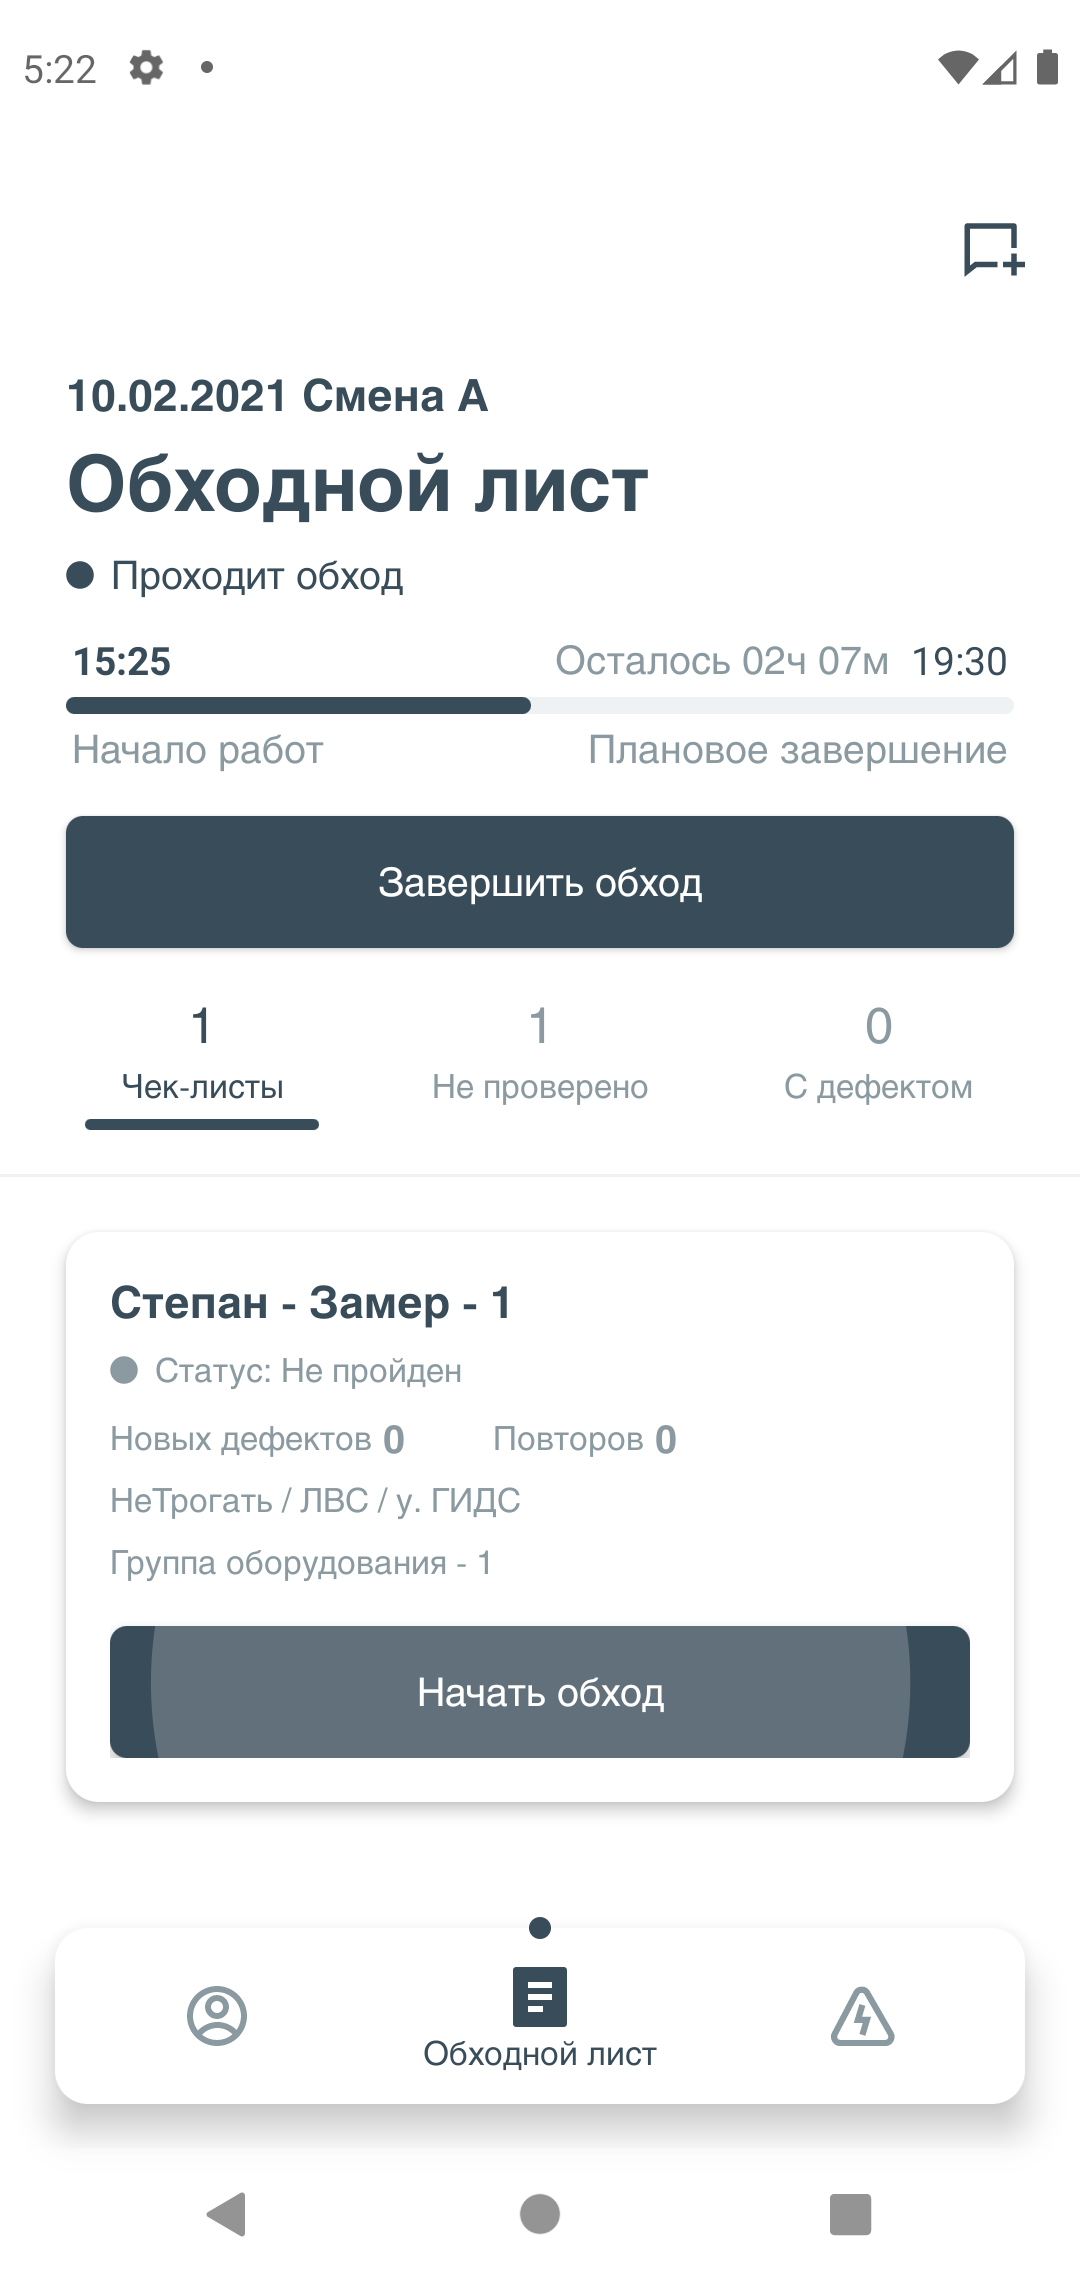 5:22
10.02.2021 Смена А
Обходной лист
Проходит обход
15:25 Осталось 02ч 07м 19:30
Начало работ Плановое завершение
Завершить обход
1 1 0
Чек-листы Не проверено С дефектом
Степан - Замер - 1
Статус: Не пройден
Новых дефектов 0 Повторов 0
НеТрогать / ЛВС / у. ГИДС
Группа оборудования - 1
Начать обход
Обходной лист